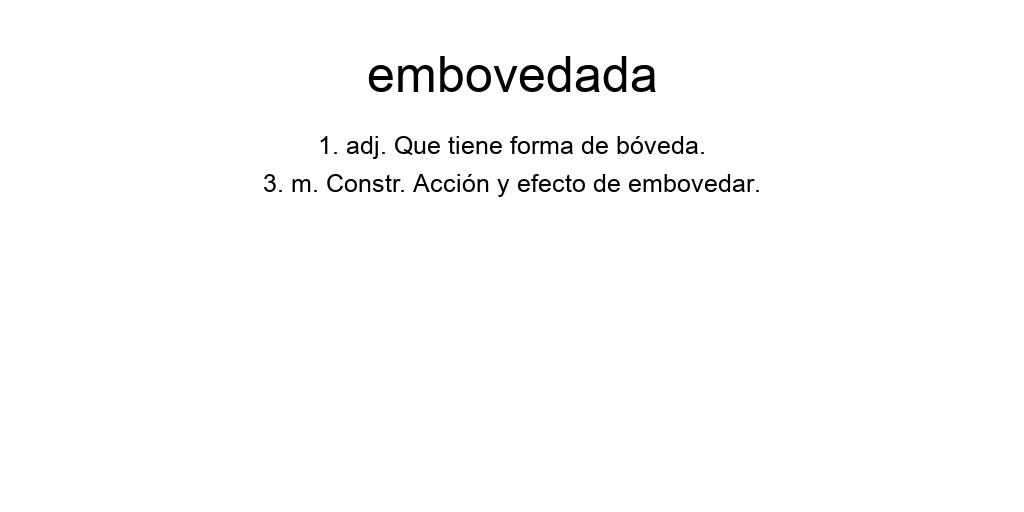 embovedada
1. adj. Que tiene forma de bóveda.
3. m. Constr. Acción y efecto de embovedar.